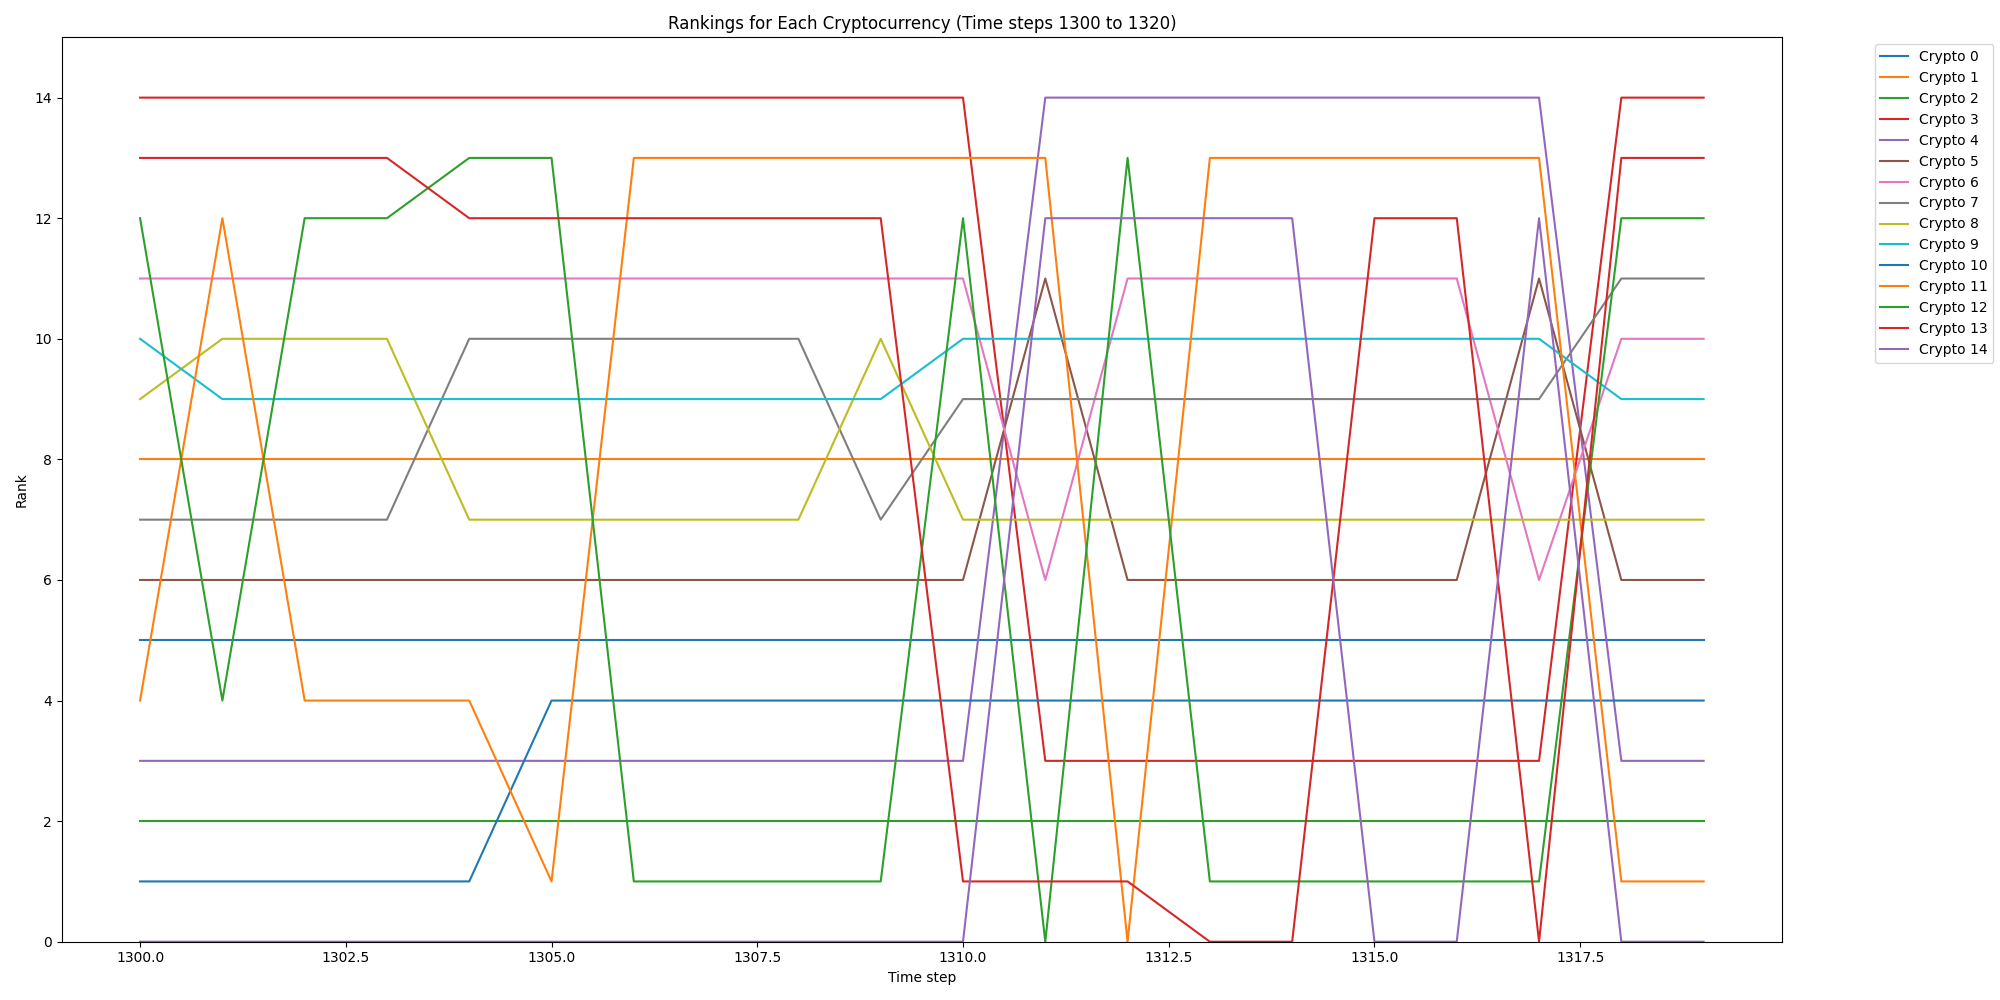 Rankings for Each Cryptocurrency (Time steps 1300 to 1320)
Rank
14
12
10
8
6
4
2
0
1300.0 1302.5 1305.0 1307.5 1310.0 1312.5 1315.0 1317.5
Time step
Crypto 0
Crypto 1
Crypto 2
Crypto 3
Crypto 4
Crypto 5
Crypto 6
Crypto 7
Crypto 8
Crypto 9
Crypto 10
Crypto 11
Crypto 12
Crypto 13
Crypto 14